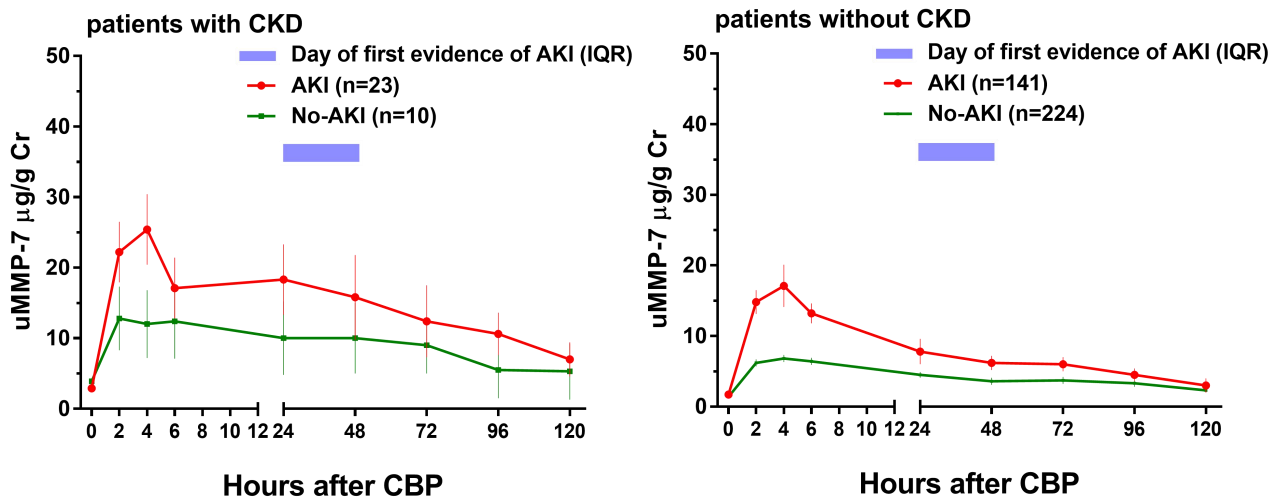 patients with CKD
Day of first evidence of AKI (IQR)
AKI (n=23)
No-AKI (n=10)
uMMP-7 μg/g Cr
50
40
30
20
10
0
0 2 4 6 8 10 12 24 48 72 96 120
Hours after CBP
patients without CKD
Day of first evidence of AKI (IQR)
AKI (n=141)
No-AKI (n=224)
uMMP-7 μg/g Cr
50
40
30
20
10
0
0 2 4 6 8 10 12 24 48 72 96 120
Hours after CBP